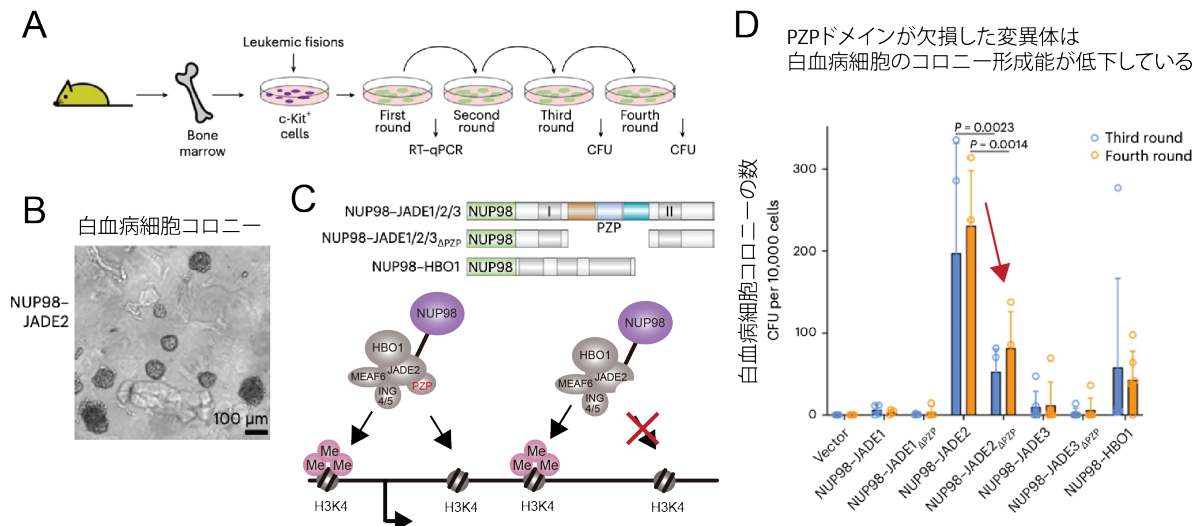 A
Leukemic fisions
Bone
marrow
c-Kit+
cells
First
round
Second
round
Third
round
Fourth
round
RT–qPCR
CFU
CFU
B
白血病細胞コロニー
NUP98–
JADE2
100 µm
C
NUP98–JADE1/2/3
NUP98
I
II
PZP
NUP98–JADE1/2/3ΔPZP
NUP98
NUP98–HBO1
NUP98
NUP98
HBO1
JADE2
MEAF6
PZP
ING
4/5
NUP98
HBO1
JADE2
MEAF6
ING
4/5
Me
Me
Me
H3K4
H3K4
Me
Me
Me
H3K4
H3K4
D
PZPドメインが欠損した変異体は
白血病細胞のコロニー形成能が低下している
白血病細胞コロニーの数
CFU per 10,000 cells
300
200
100
0
P = 0.0023
P = 0.0014
Third round
Fourth round
Vector
NUP98–JADE1
NUP98–JADE1ΔPZP
NUP98–JADE2
NUP98–JADE2ΔPZP
NUP98–JADE3
NUP98–JADE3ΔPZP
NUP98–HBO1